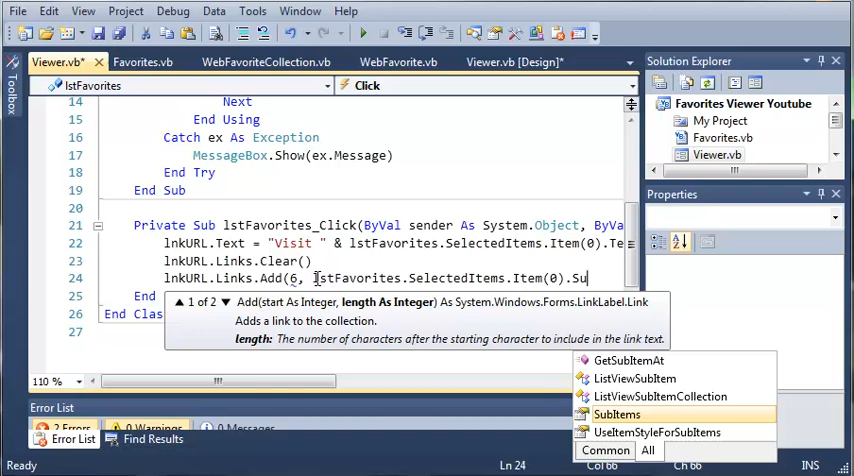 File Edit View Project Debug Data Tools Window Help
Viewer.vb* Favorites.vb WebFavoriteCollection.vb WebFavorite.vb Viewer.vb [Design]*
Toolbox
lstFavorites Click
14 Next
15 End Using
16 Catch ex As Exception
17 MessageBox.Show(ex.Message)
18 End Try
19 End Sub
20
21 Private Sub lstFavorites_Click(ByVal sender As System.Object, ByVa
22 lnkURL.Text = "Visit " & lstFavorites.SelectedItems.Item(0).Te
23 lnkURL.Links.Clear()
24 lnkURL.Links.Add(6, lstFavorites.SelectedItems.Item(0).Su
25 End
26 End Clas
27
1 of 2 Add(start As Integer, length As Integer) As System.Windows.Forms.LinkLabel.Link
Adds a link to the collection.
length: The number of characters after the starting character to include in the link text.
GetSubItemAt
ListViewSubItem
ListViewSubItemCollection
SubItems
UseItemStyleForSubItems
Common All
110 %
Error List
2 Errors 0 Warnings 0 Messages
Error List Find Results
Ready Ln 24 Col 66 Ch 66 INS
Solution Explorer
Favorites Viewer Youtube
My Project
Favorites.vb
Viewer.vb
Properties